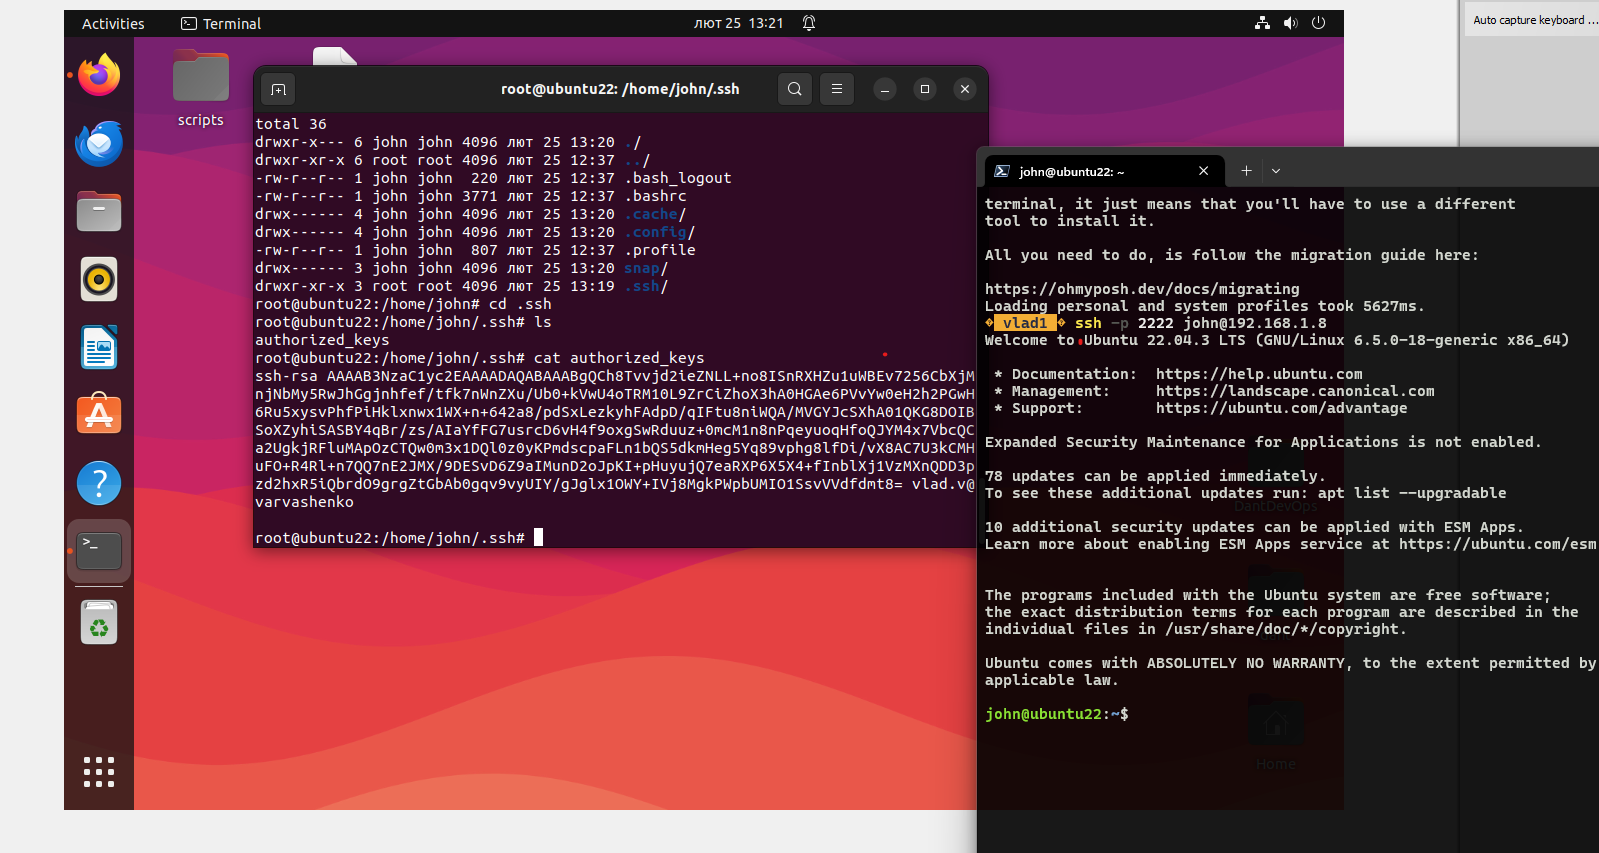 Activities
Terminal
лют 25 13:21
Auto capture keyboard ...
scripts
root@ubuntu22: /home/john/.ssh
total 36
drwxr-x--- 6 john john 4096 лют 25 13:20 ./
drwxr-xr-x 6 root root 4096 лют 25 12:37 ../
-rw-r--r-- 1 john john  220 лют 25 12:37 .bash_logout
-rw-r--r-- 1 john john 3771 лют 25 12:37 .bashrc
drwx------ 4 john john 4096 лют 25 13:20 .cache/
drwx------ 4 john john 4096 лют 25 13:20 .config/
-rw-r--r-- 1 john john  807 лют 25 12:37 .profile
drwx------ 3 john john 4096 лют 25 13:20 snap/
drwxr-xr-x 3 root root 4096 лют 25 13:19 .ssh/
root@ubuntu22:/home/john# cd .ssh
root@ubuntu22:/home/john/.ssh# ls
authorized_keys
root@ubuntu22:/home/john/.ssh# cat authorized_keys
ssh-rsa AAAAB3NzaC1yc2EAAAADAQABAAABgQCh8Tvvjd2ieZNLL+no8ISnRXHZu1uWBEv7256CbXjM
njNbMy5RwJhGgjnhfef/tfk7nWnZXu/Ub0+kVwU4oTRM10L9ZrCiZhoX3hA0HGAe6PVvYw0eH2h2PGwH
6Ru5xysvPhfPiHklxnwx1WX+n+642a8/pdSxLezkyhFAdpD/qIFtu8niWQA/MVGYJcSXhA01QKG8DOIB
SoXZyhiSASBY4qBr/zs/AIaYfFG7usrcD6vH4f9oxgSwRduuz+0mcM1n8nPqeyuoqHfoQJYM4x7VbcQC
a2UgkjRFluMApOzCTQw0m3x1DQl0z0yKPmdscpaFLn1bQS5dkmHeg5Yq89vphg8lfDi/vX8AC7U3kCMH
uFO+R4Rl+n7QQ7nE2JMX/9DESvD6Z9aIMunD2oJpKI+pHuyujQ7eaRXP6X5X4+fInblXj1VzMXnQDD3p
zd2hxR5iQbrdO9grgZtGbAb0gqv9vyUIY/gJglx1OWY+IVj8MgkPWpbUMIO1SsvVVdfdmt8= vlad.v@
varvashenko
root@ubuntu22:/home/john/.ssh#
john@ubuntu22: ~
terminal, it just means that you'll have to use a different
tool to install it.
All you need to do, is follow the migration guide here:
https://ohmyposh.dev/docs/migrating
Loading personal and system profiles took 5627ms.
� vlad1 � ssh -p 2222 john@192.168.1.8
Welcome to Ubuntu 22.04.3 LTS (GNU/Linux 6.5.0-18-generic x86_64)
* Documentation:  https://help.ubuntu.com
* Management:     https://landscape.canonical.com
* Support:        https://ubuntu.com/advantage
Expanded Security Maintenance for Applications is not enabled.
78 updates can be applied immediately.
To see these additional updates run: apt list --upgradable
DantDevOps
10 additional security updates can be applied with ESM Apps.
Learn more about enabling ESM Apps service at https://ubuntu.com/esm
The programs included with the Ubuntu system are free software;
the exact distribution terms for each program are described in the
individual files in /usr/share/doc/*/copyright.
Ubuntu comes with ABSOLUTELY NO WARRANTY, to the extent permitted by
applicable law.
john@ubuntu22:~$
Home